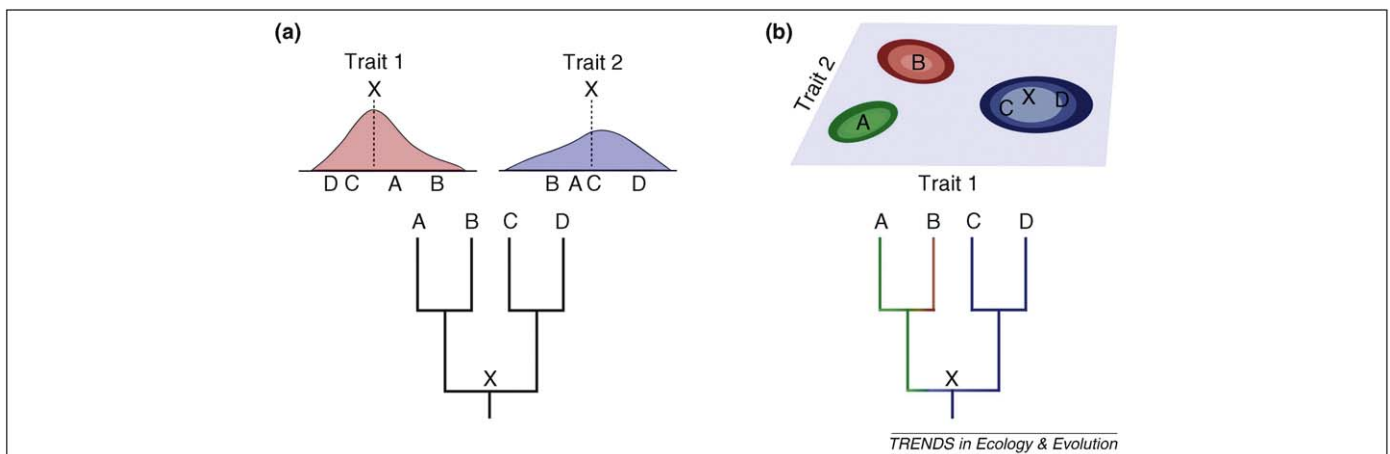 (a)
Trait 1
X
D C A B
Trait 2
X
B A C D
A B C D
X
(b)
Trait 2
B
A
C X D
Trait 1
A B C D
X
TRENDS in Ecology & Evolution